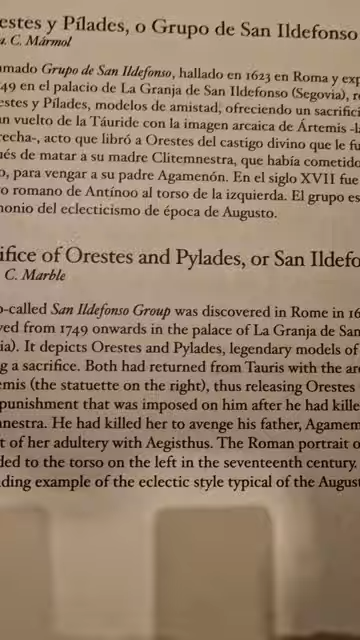 estes y Pílades, o Grupo de San Ildefonso
a. C. Mármol
amado Grupo de San Ildefonso, hallado en 1623 en Roma y exp
49 en el palacio de La Granja de San Ildefonso (Segovia), r
estes y Pílades, modelos de amistad, ofreciendo un sacrifici
an vuelto de la Táuride con la imagen arcaica de Ártemis -l
recha-, acto que libró a Orestes del castigo divino que le fu
és de matar a su madre Clitemnestra, que había cometido
o, para vengar a su padre Agamenón. En el siglo XVII fue
o romano de Antínoo al torso de la izquierda. El grupo es
monio del eclecticismo de época de Augusto.
ifice of Orestes and Pylades, or San Ildefo
C. Marble
o-called San Ildefonso Group was discovered in Rome in 16
yed from 1749 onwards in the palace of La Granja de San
ia). It depicts Orestes and Pylades, legendary models of
g a sacrifice. Both had returned from Tauris with the ar
emis (the statuette on the right), thus releasing Orestes
punishment that was imposed on him after he had kille
nnestra. He had killed her to avenge his father, Agamem
t of her adultery with Aegisthus. The Roman portrait o
ded to the torso on the left in the seventeenth century.
ding example of the eclectic style typical of the August